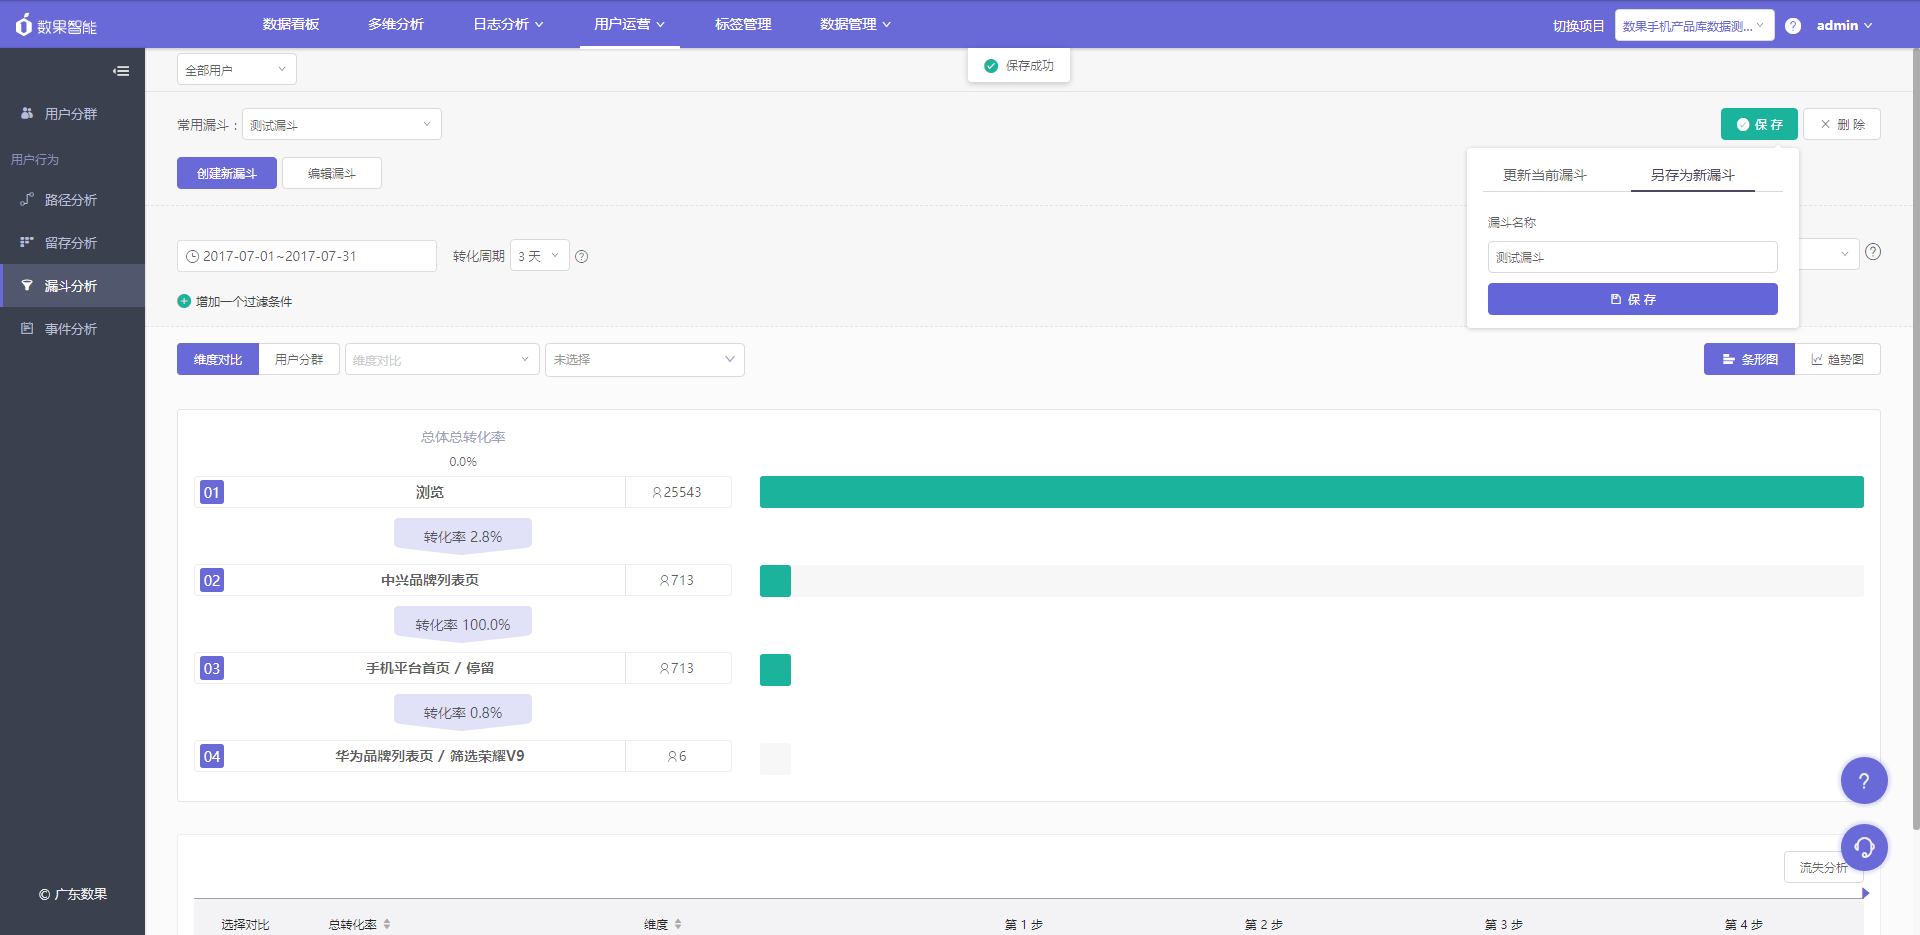 数果智能
数据看板
多维分析
日志分析
用户运营
标签管理
数据管理
切换项目
数果手机产品库数据测...
?
admin
全部用户
保存成功
用户分群
用户行为
路径分析
留存分析
漏斗分析
事件分析
© 广东数果
常用漏斗：
测试漏斗
保 存
删 除
创建新漏斗
编辑漏斗
更新当前漏斗
另存为新漏斗
漏斗名称
测试漏斗
保 存
2017-07-01~2017-07-31
转化周期
3 天
?
?
增加一个过滤条件
维度对比
用户分群
维度对比
未选择
条形图
趋势图
总体总转化率
0.0%
01
浏览
25543
转化率 2.8%
02
中兴品牌列表页
713
转化率 100.0%
03
手机平台首页 / 停留
713
转化率 0.8%
04
华为品牌列表页 / 筛选荣耀V9
6
?
流失分析
选择对比
总转化率
维度
第 1 步
第 2 步
第 3 步
第 4 步